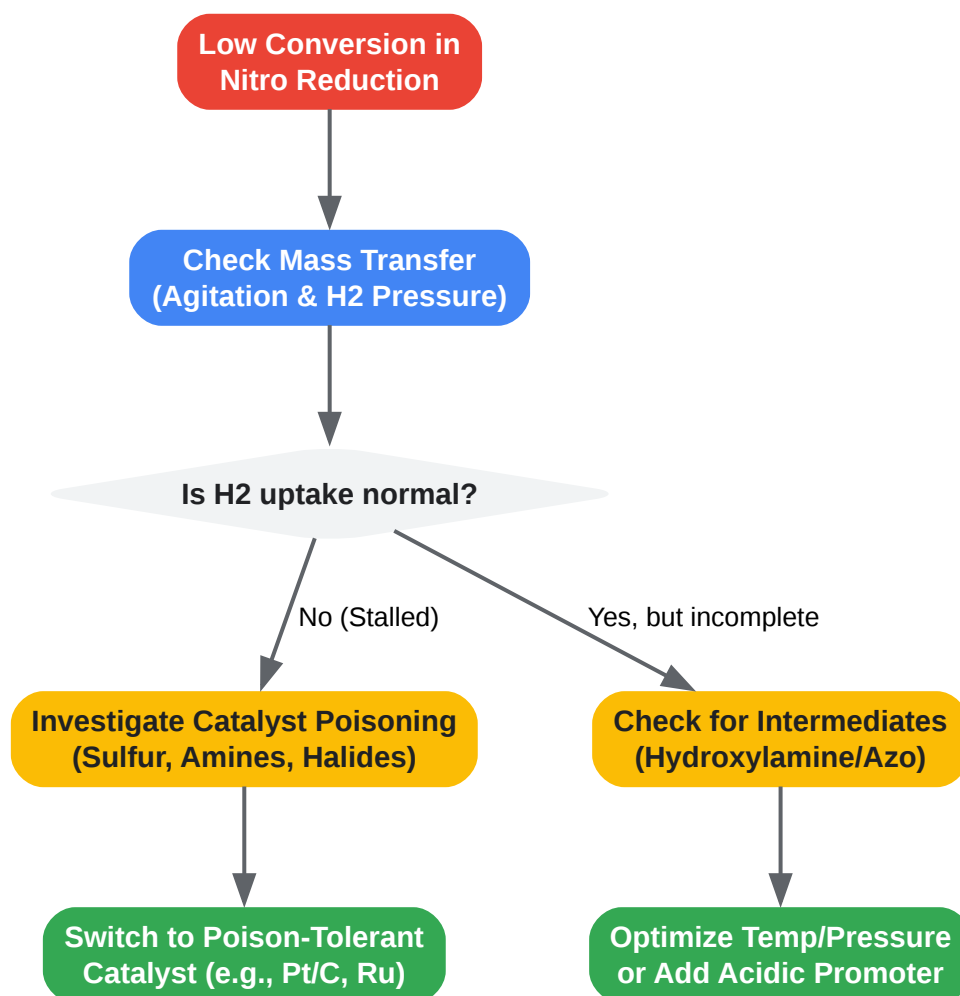 Low Conversion in
Nitro Reduction
Check Mass Transfer
(Agitation & H2 Pressure)
Is H2 uptake normal?
No (Stalled)
Yes, but incomplete
Investigate Catalyst Poisoning
(Sulfur, Amines, Halides)
Check for Intermediates
(Hydroxylamine/Azo)
Switch to Poison-Tolerant
Catalyst (e.g., Pt/C, Ru)
Optimize Temp/Pressure
or Add Acidic Promoter